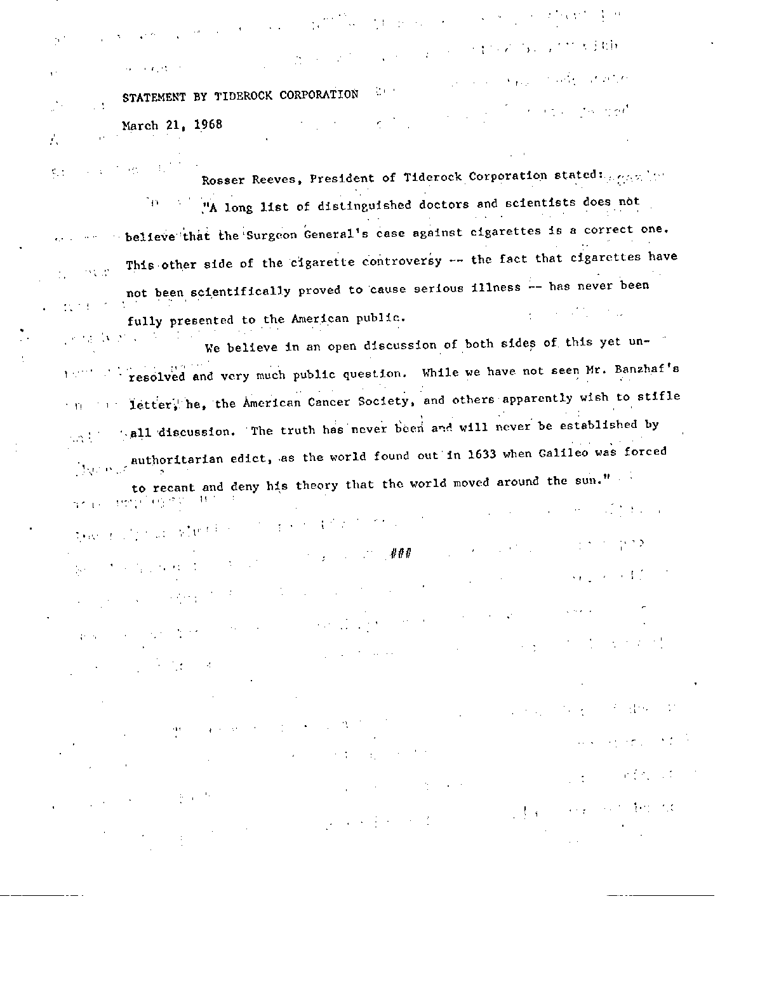 STATEMENT BY TIDEROCK CORPORATION
March 21, 1968
Rosser Reeves, President of Tiderock Corporation stated:
"A long list of distinguished doctors and scientists does not
believe that the Surgeon General's case against cigarettes is a correct one.
This other side of the cigarette controversy -- the fact that cigarettes have
not been scientifically proved to cause serious illness -- has never been
fully presented to the American public.
We believe in an open discussion of both sides of this yet un-
resolved and very much public question. While we have not seen Mr. Banzhaf's
letter, he, the American Cancer Society, and others apparently wish to stifle
all discussion. The truth has never been and will never be established by
authoritarian edict, as the world found out in 1633 when Galileo was forced
to recant and deny his theory that the world moved around the sun."
###